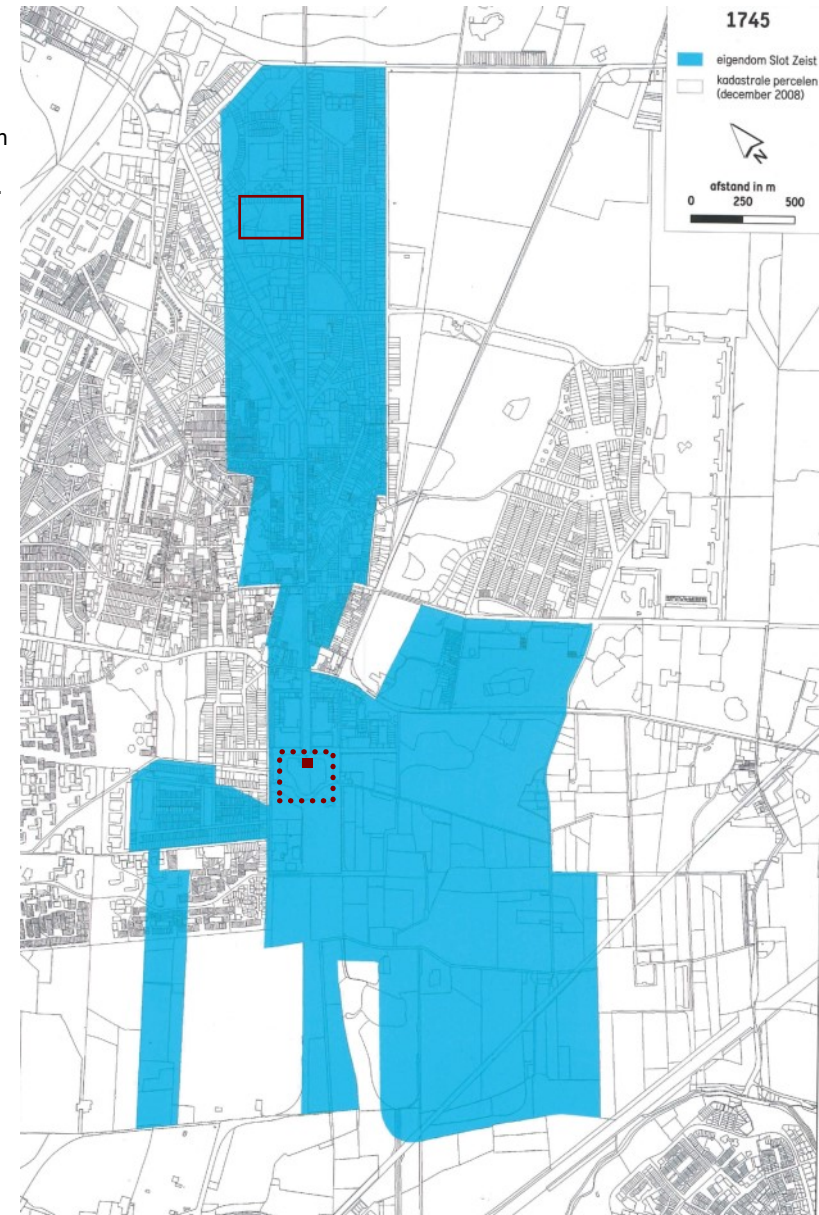 1745
eigendom Slot Zeist
kadastrale percelen
(december 2008)
N
afstand in m
0 250 500
n